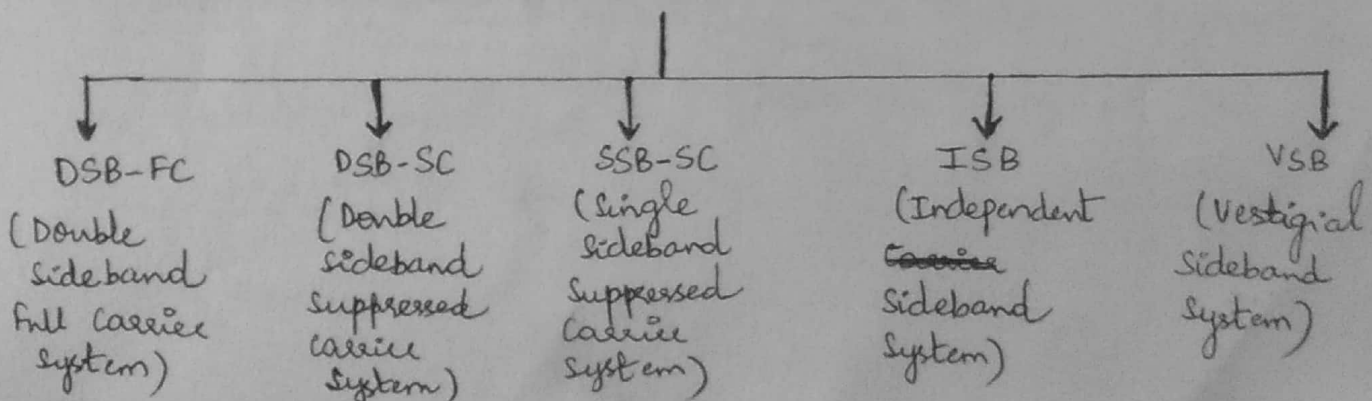 DSB-FC
(Double
sideband
full carrier
system)
DSB-SC
(Double
sideband
suppressed
carrier
system)
SSB-SC
(Single
sideband
suppressed
carrier
system)
ISB
(Independent
sideband
system)
VSB
(Vestigial
sideband
system)